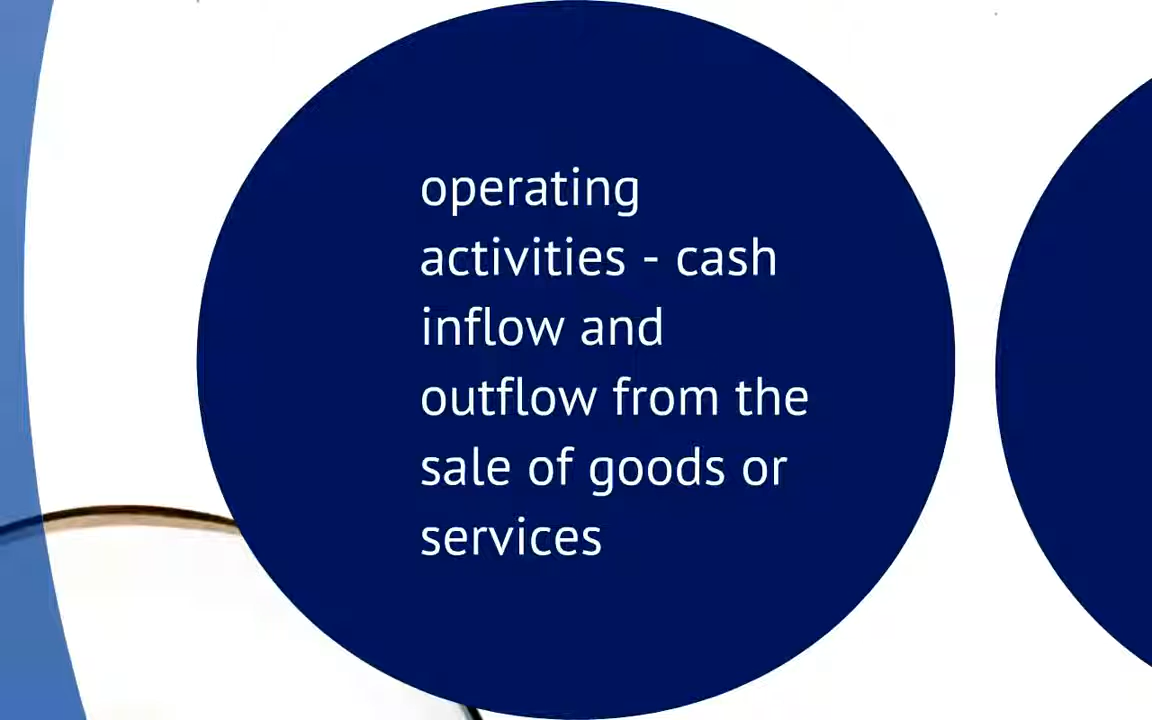 operating
activities - cash
inflow and
outflow from the
sale of goods or
services